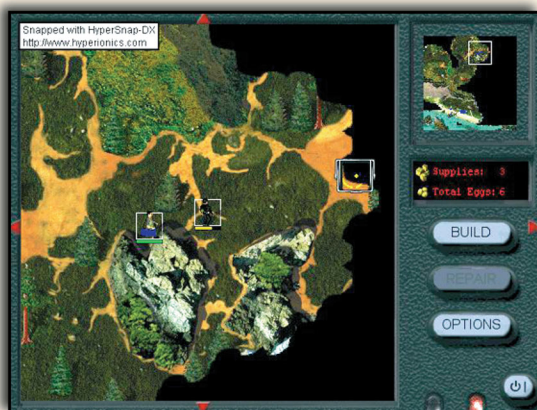 Snapped with HyperSnap-DX
http://www.hyperionics.com
Supplies: 3
Total Eggs: 6
BUILD
REPAIR
OPTIONS